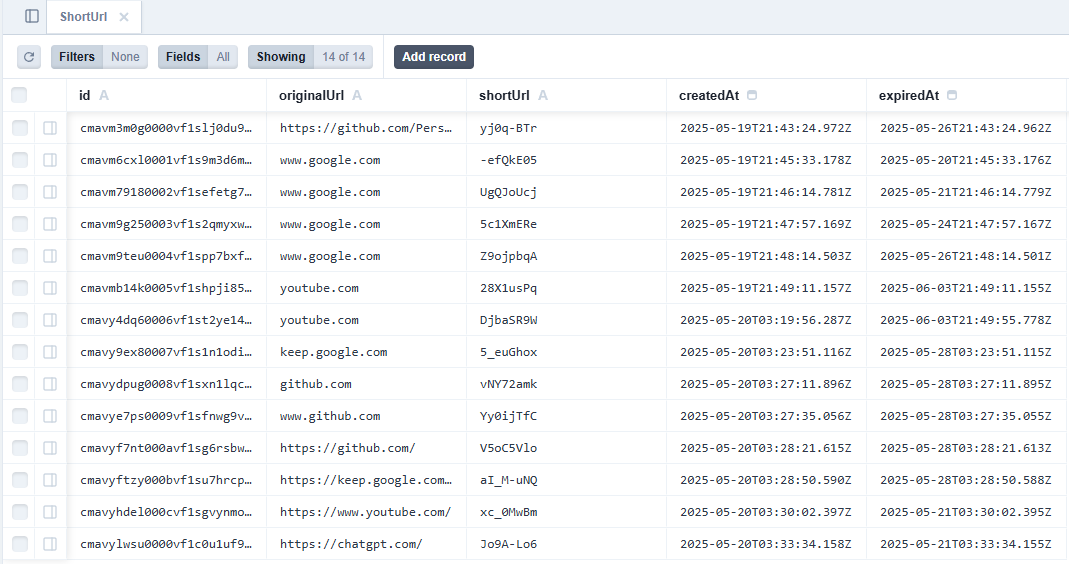 ShortUrl
Filters None Fields All Showing 14 of 14 Add record
id A originalUrl A shortUrl A createdAt expiredAt
cmavm3m0g0000vf1slj0du9… https://github.com/Pers… yj0q-BTr 2025-05-19T21:43:24.972Z 2025-05-26T21:43:24.962Z
cmavm6cxl0001vf1s9m3d6m… www.google.com -efQkE05 2025-05-19T21:45:33.178Z 2025-05-20T21:45:33.176Z
cmavm79180002vf1sefetg7… www.google.com UgQJoUcj 2025-05-19T21:46:14.781Z 2025-05-21T21:46:14.779Z
cmavm9g250003vf1s2qmyxw… www.google.com 5c1XmERe 2025-05-19T21:47:57.169Z 2025-05-24T21:47:57.167Z
cmavm9teu0004vf1spp7bxf… www.google.com Z9ojpbqA 2025-05-19T21:48:14.503Z 2025-05-26T21:48:14.501Z
cmavmb14k0005vf1shpji85… youtube.com 28X1usPq 2025-05-19T21:49:11.157Z 2025-06-03T21:49:11.155Z
cmavy4dq60006vf1st2ye14… youtube.com DjbaSR9W 2025-05-20T03:19:56.287Z 2025-06-03T21:49:55.778Z
cmavy9ex80007vf1s1n1odi… keep.google.com 5_euGhox 2025-05-20T03:23:51.116Z 2025-05-28T03:23:51.115Z
cmavydpug0008vf1sxn1lqc… github.com vNY72amk 2025-05-20T03:27:11.896Z 2025-05-28T03:27:11.895Z
cmavye7ps0009vf1sfnwg9v… www.github.com Yy0ijTfC 2025-05-20T03:27:35.056Z 2025-05-28T03:27:35.055Z
cmavyf7nt000avf1sg6rsbw… https://github.com/ V5oC5Vlo 2025-05-20T03:28:21.615Z 2025-05-28T03:28:21.613Z
cmavyftzy000bvf1su7hrcp… https://keep.google.com… aI_M-uNQ 2025-05-20T03:28:50.590Z 2025-05-28T03:28:50.588Z
cmavyhdel000cvf1sgvynmo… https://www.youtube.com/ xc_0MwBm 2025-05-20T03:30:02.397Z 2025-05-21T03:30:02.395Z
cmavylwsu0000vf1c0u1uf9… https://chatgpt.com/ Jo9A-Lo6 2025-05-20T03:33:34.158Z 2025-05-21T03:33:34.155Z